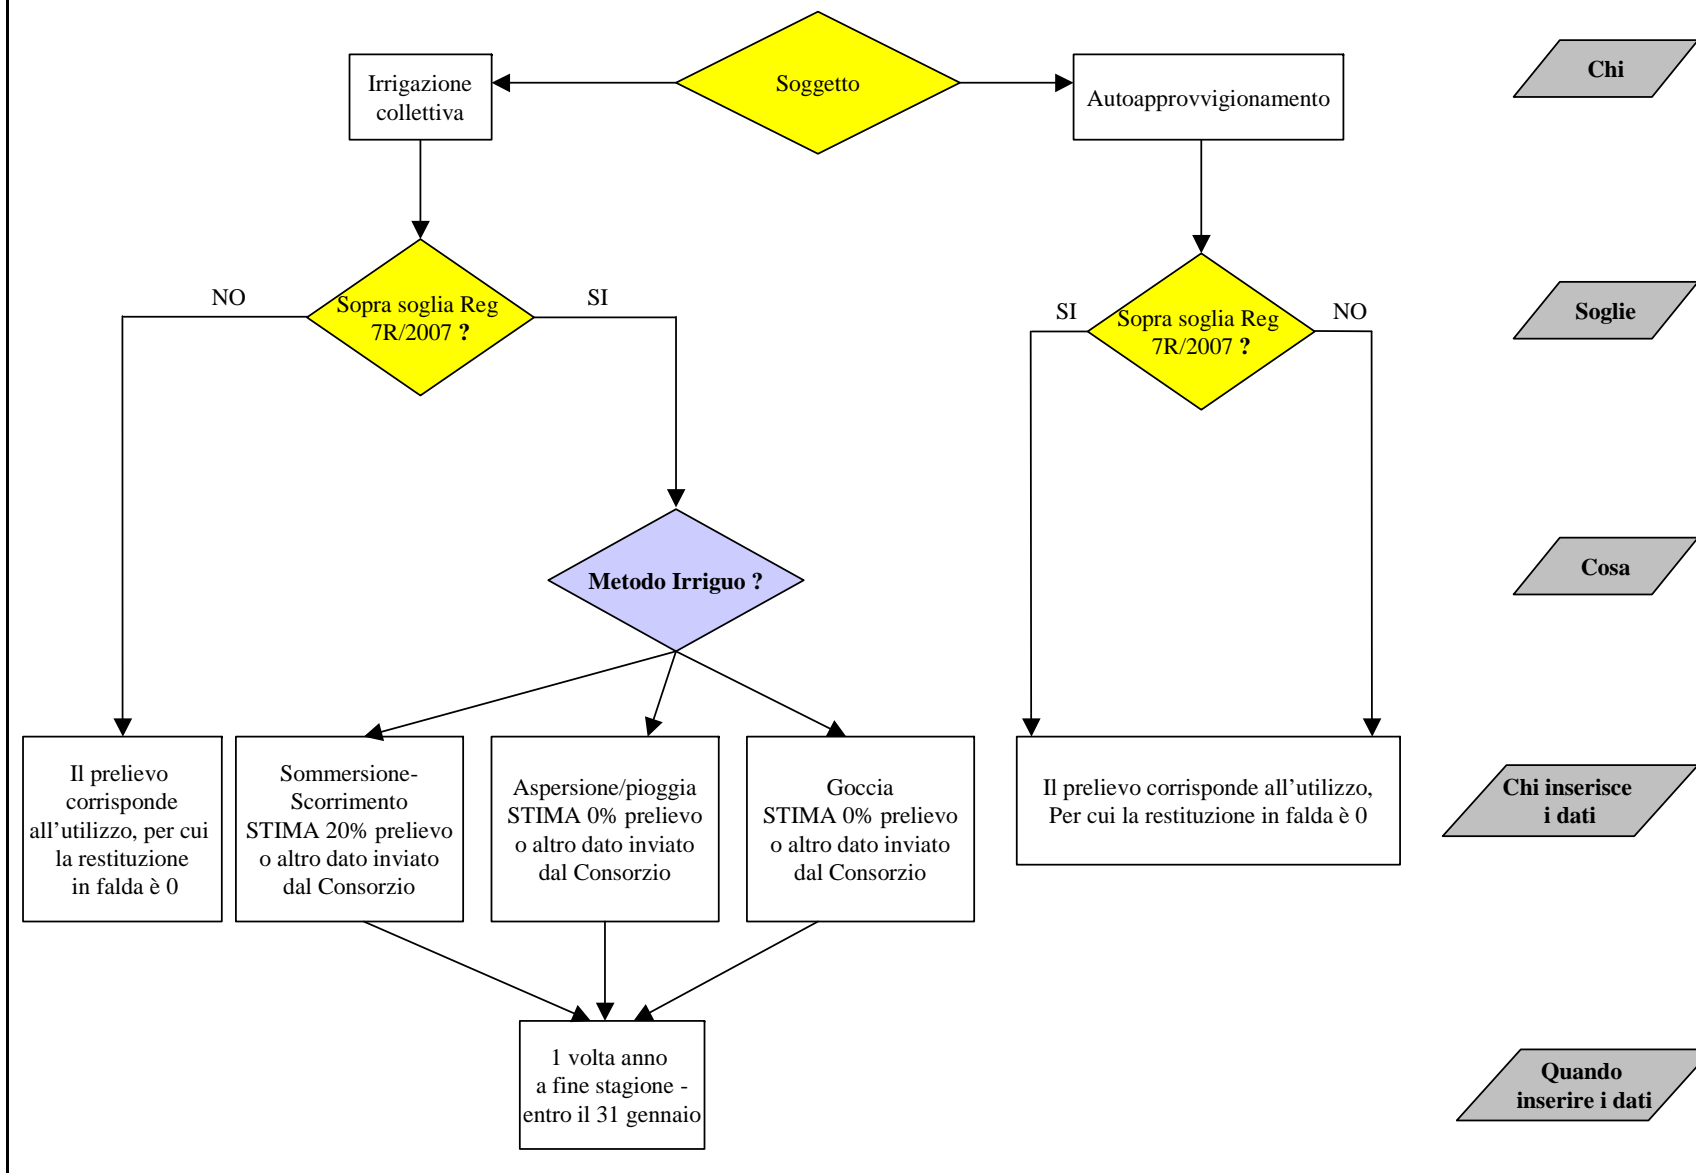 Irrigazione
collettiva
Soggetto
Autoapprovvigionamento
Chi
NO
Sopra soglia Reg
7R/2007 ?
SI
SI
Sopra soglia Reg
7R/2007 ?
NO
Soglie
Metodo Irriguo ?
Cosa
Il prelievo
corrisponde
all’utilizzo, per cui
la restituzione
in falda è 0
Sommersione-
Scorrimento
STIMA 20% prelievo
o altro dato inviato
dal Consorzio
Aspersione/pioggia
STIMA 0% prelievo
o altro dato inviato
dal Consorzio
Goccia
STIMA 0% prelievo
o altro dato inviato
dal Consorzio
Il prelievo corrisponde all’utilizzo,
Per cui la restituzione in falda è 0
Chi inserisce
i dati
1 volta anno
a fine stagione -
entro il 31 gennaio
Quando
inserire i dati